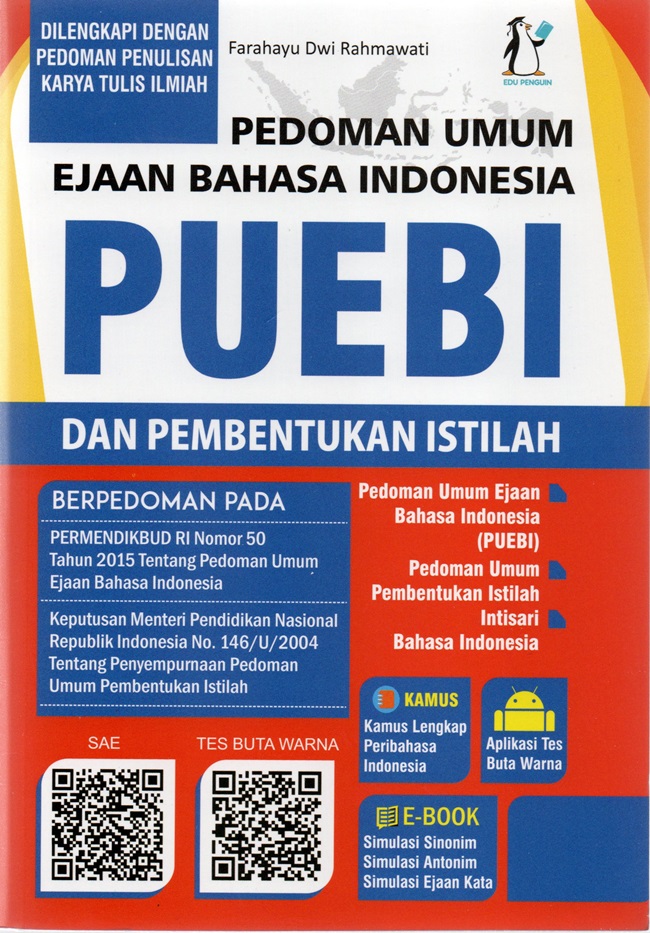 DILENGKAPI DENGAN
PEDOMAN PENULISAN
KARYA TULIS ILMIAH
Farahayu Dwi Rahmawati
EDU PENGUIN
PEDOMAN UMUM
EJAAN BAHASA INDONESIA
PUEBI
DAN PEMBENTUKAN ISTILAH
BERPEDOMAN PADA
PERMENDIKBUD RI Nomor 50
Tahun 2015 Tentang Pedoman Umum
Ejaan Bahasa Indonesia
Keputusan Menteri Pendidikan Nasional
Republik Indonesia No. 146/U/2004
Tentang Penyempurnaan Pedoman
Umum Pembentukan Istilah
Pedoman Umum Ejaan
Bahasa Indonesia
(PUEBI)
Pedoman Umum
Pembentukan Istilah
Intisari
Bahasa Indonesia
SAE
TES BUTA WARNA
KAMUS
Kamus Lengkap
Peribahasa
Indonesia
Aplikasi Tes
Buta Warna
E-BOOK
Simulasi Sinonim
Simulasi Antonim
Simulasi Ejaan Kata